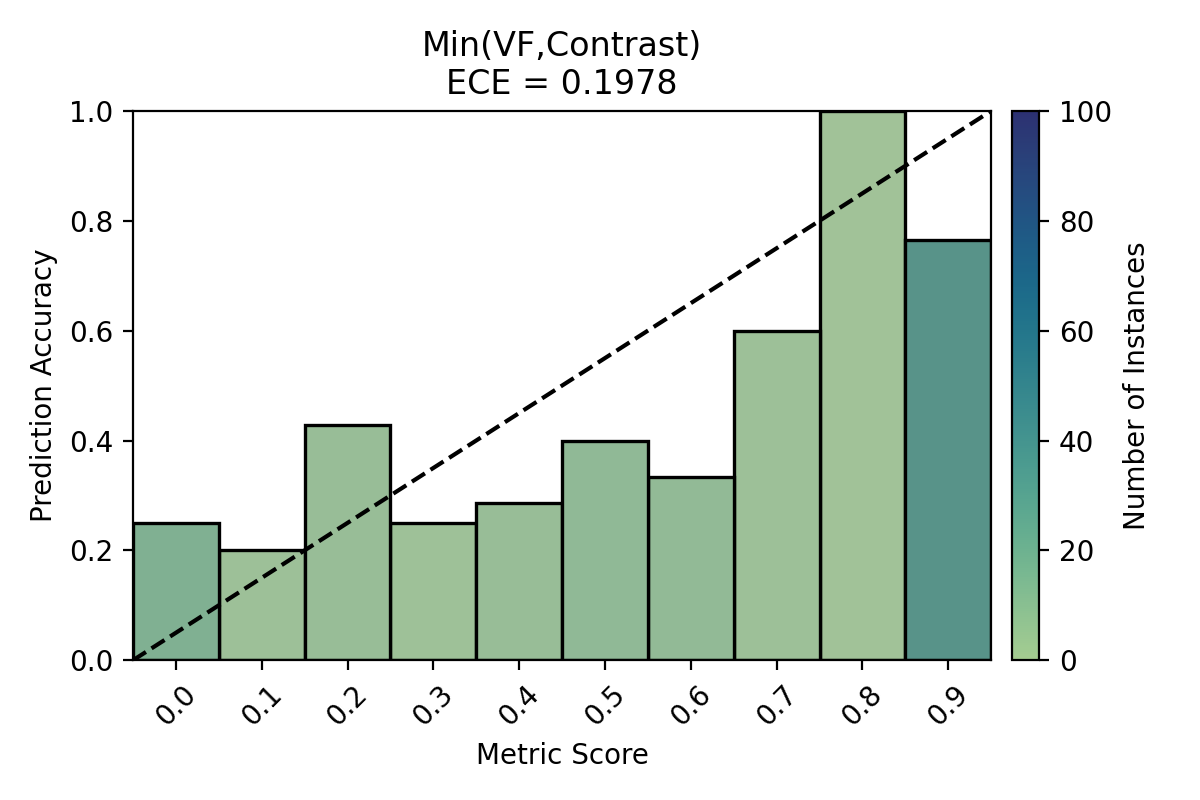 Min(VF,Contrast)
ECE = 0.1978
Prediction Accuracy
1.0
0.8
0.6
0.4
0.2
0.0
0.0 0.1 0.2 0.3 0.4 0.5 0.6 0.7 0.8 0.9
Metric Score
100
80
60
40
20
0
Number of Instances